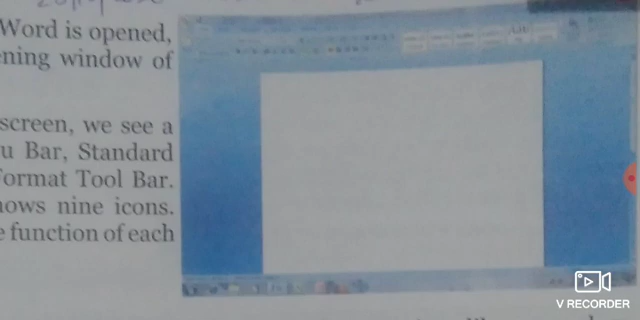 Word is opened,
ning window of
screen, we see a
u Bar, Standard
Format Tool Bar.
ows nine icons.
e function of each
V RECORDER